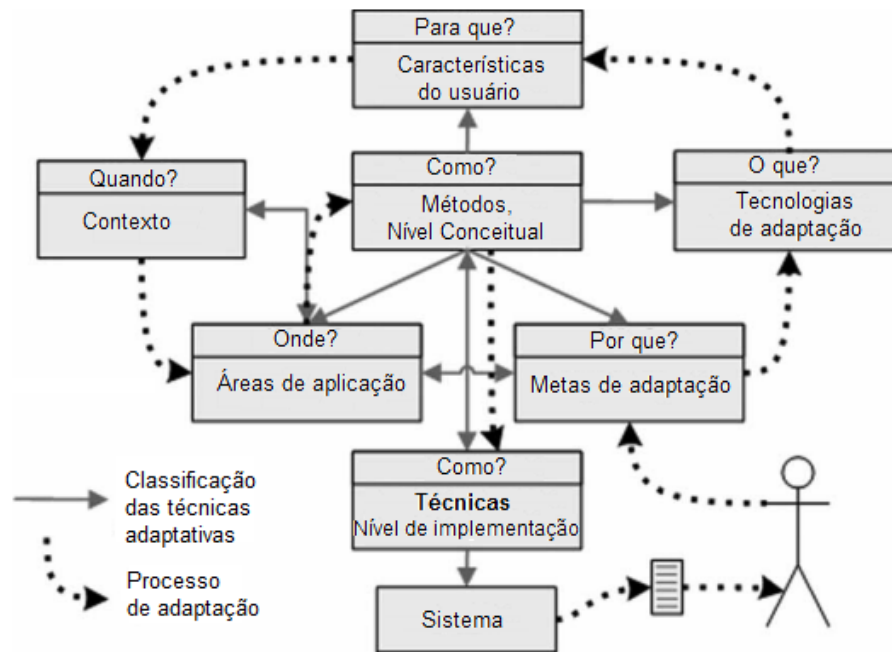 Para que?
Características
do usuário
Quando?
Contexto
Como?
Métodos,
Nível Conceitual
O que?
Tecnologias
de adaptação
Onde?
Áreas de aplicação
Por que?
Metas de adaptação
Como?
Técnicas
Nível de implementação
Sistema
Classificação
das técnicas
adaptativas
Processo
de adaptação